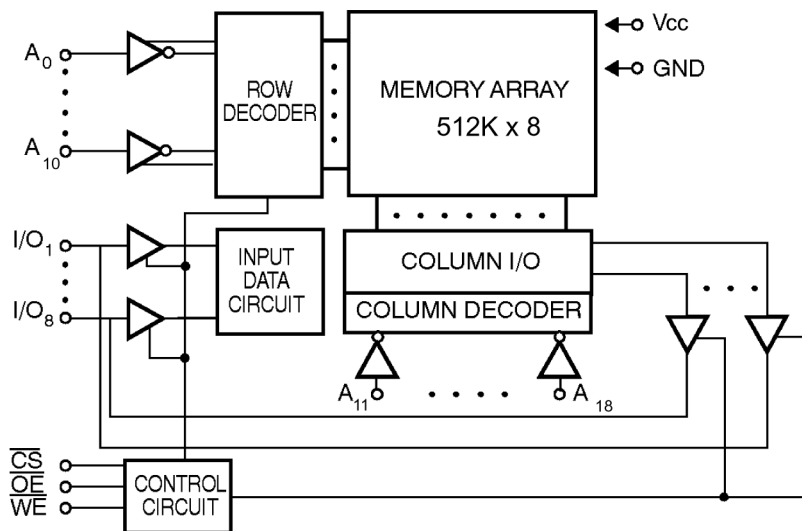 A0
A10
ROW
DECODER
MEMORY ARRAY
512K x 8
Vcc
GND
I/O1
I/O8
INPUT
DATA
CIRCUIT
COLUMN I/O
COLUMN DECODER
A11
A 18
CS
OE
WE
CONTROL
CIRCUIT